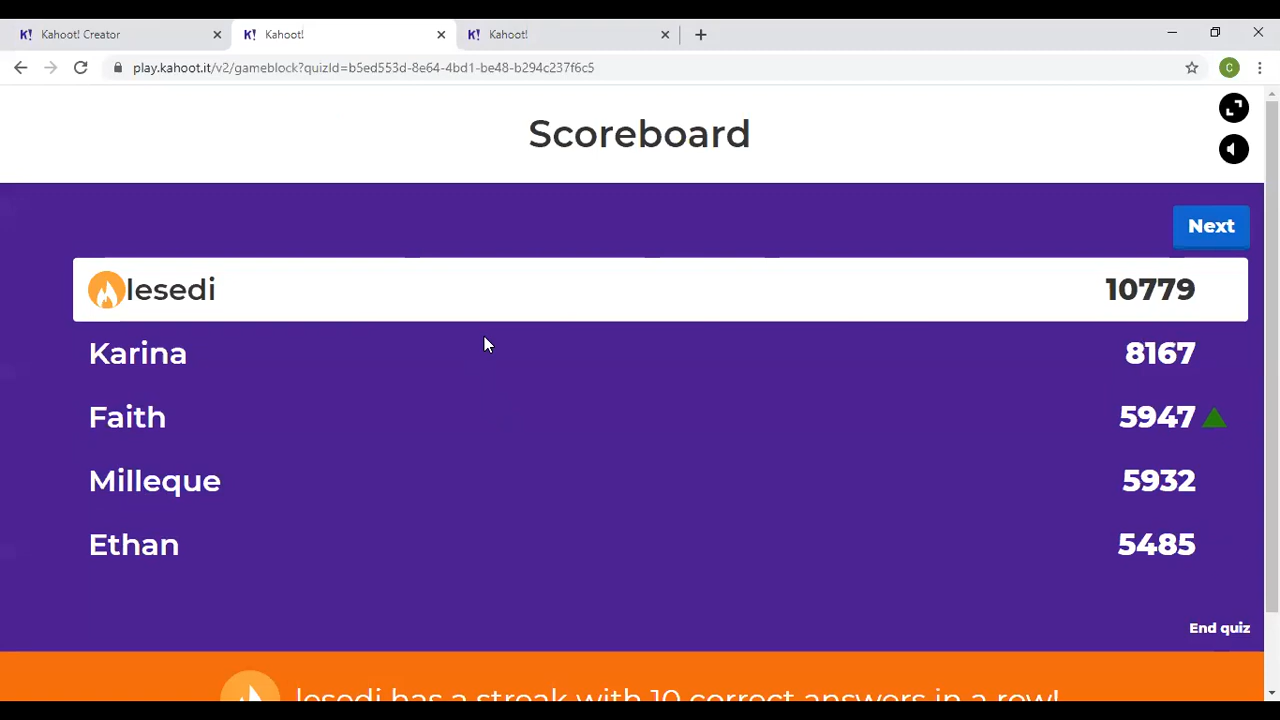 K! Kahoot! Creator
K! Kahoot!
K! Kahoot!
play.kahoot.it/v2/gameblock?quizId=b5ed553d-8e64-4bd1-be48-b294c237f6c5
C
Scoreboard
Next
lesedi 10779
Karina 8167
Faith 5947
Milleque 5932
Ethan 5485
End quiz
lesedi has a streak with 10 correct answers in a row!